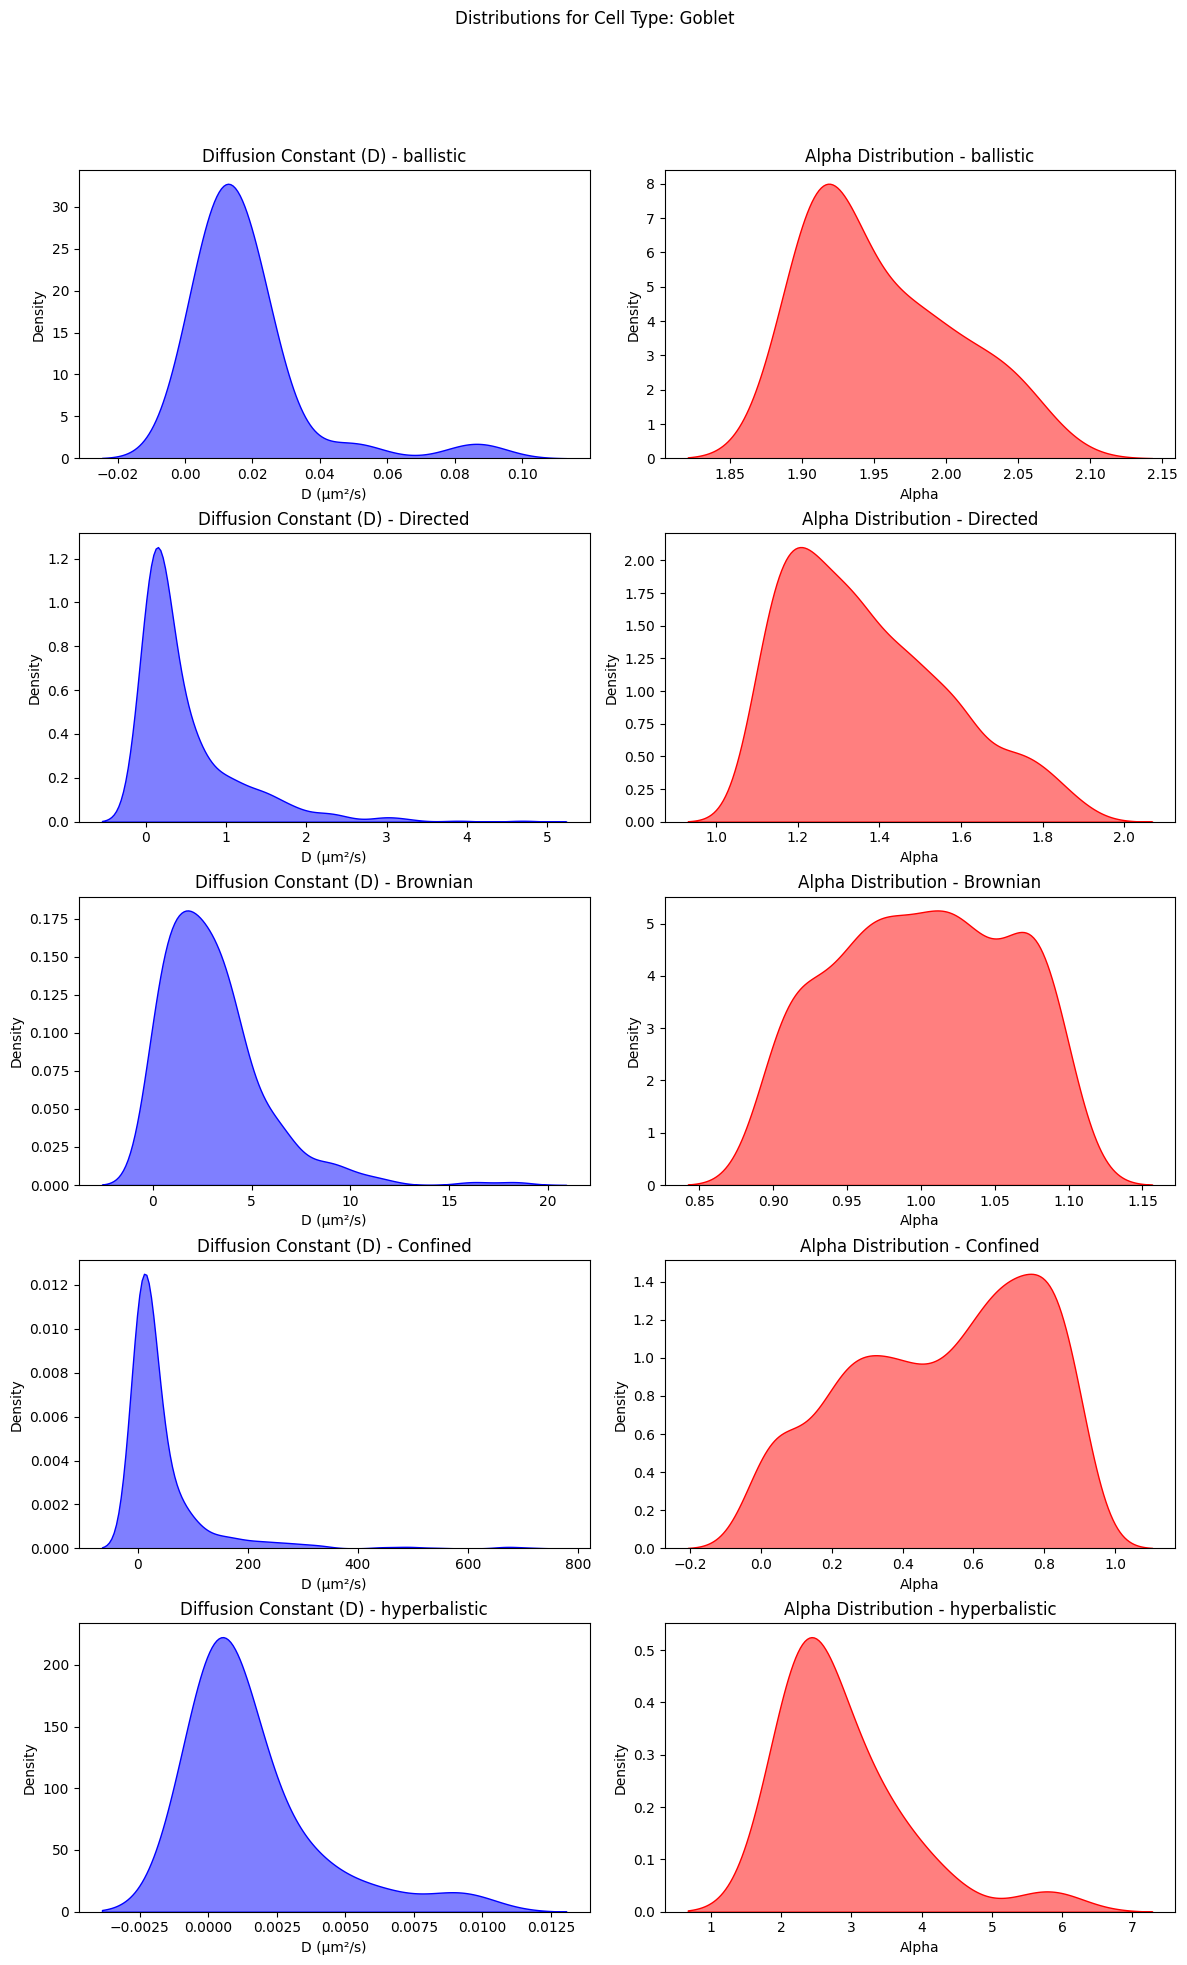 Distributions for Cell Type: Goblet
Diffusion Constant (D) - ballistic
Alpha Distribution - ballistic
30
25
20
15
10
5
0
Density
−0.02 0.00 0.02 0.04 0.06 0.08 0.10
D (μm²/s)
8
7
6
5
4
3
2
1
0
Density
1.85 1.90 1.95 2.00 2.05 2.10 2.15
Alpha
Diffusion Constant (D) - Directed
Alpha Distribution - Directed
1.2
1.0
0.8
0.6
0.4
0.2
0.0
Density
0 1 2 3 4 5
D (μm²/s)
2.00
1.75
1.50
1.25
1.00
0.75
0.50
0.25
0.00
Density
1.0 1.2 1.4 1.6 1.8 2.0
Alpha
Diffusion Constant (D) - Brownian
Alpha Distribution - Brownian
0.175
0.150
0.125
0.100
0.075
0.050
0.025
0.000
Density
0 5 10 15 20
D (μm²/s)
5
4
3
2
1
0
Density
0.85 0.90 0.95 1.00 1.05 1.10 1.15
Alpha
Diffusion Constant (D) - Confined
Alpha Distribution - Confined
0.012
0.010
0.008
0.006
0.004
0.002
0.000
Density
0 200 400 600 800
D (μm²/s)
1.4
1.2
1.0
0.8
0.6
0.4
0.2
0.0
Density
−0.2 0.0 0.2 0.4 0.6 0.8 1.0
Alpha
Diffusion Constant (D) - hyperbalistic
Alpha Distribution - hyperbalistic
200
150
100
50
0
Density
−0.0025 0.0000 0.0025 0.0050 0.0075 0.0100 0.0125
D (μm²/s)
0.5
0.4
0.3
0.2
0.1
0.0
Density
1 2 3 4 5 6 7
Alpha